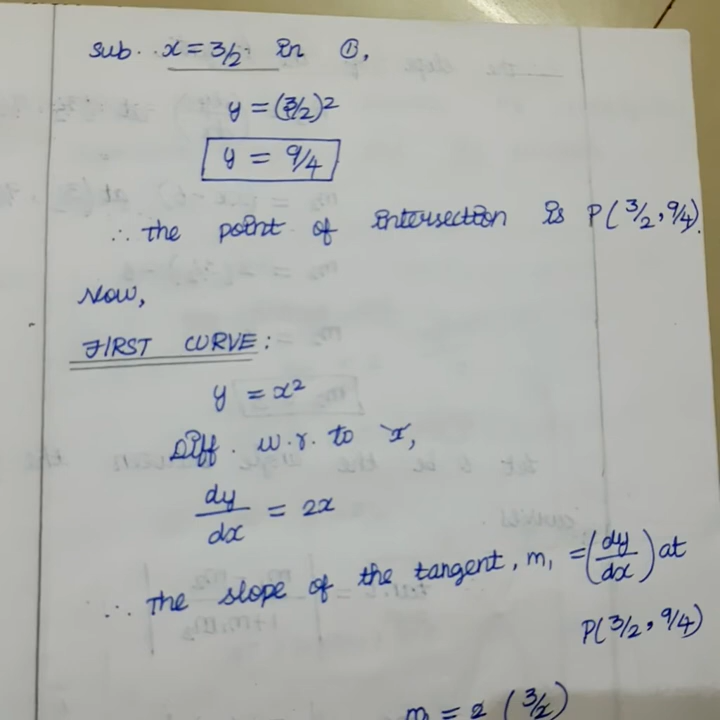 sub. x = 3/2 in ①,
y = (3/2)²
y = 9/4
∴ the point of intersection is P(3/2, 9/4).
Now,
FIRST CURVE:
y = x²
Diff. w.r. to 'x',
dy/dx = 2x
∴ the slope of the tangent, m₁ = (dy/dx) at
P(3/2, 9/4)
m = 2 (3/2)